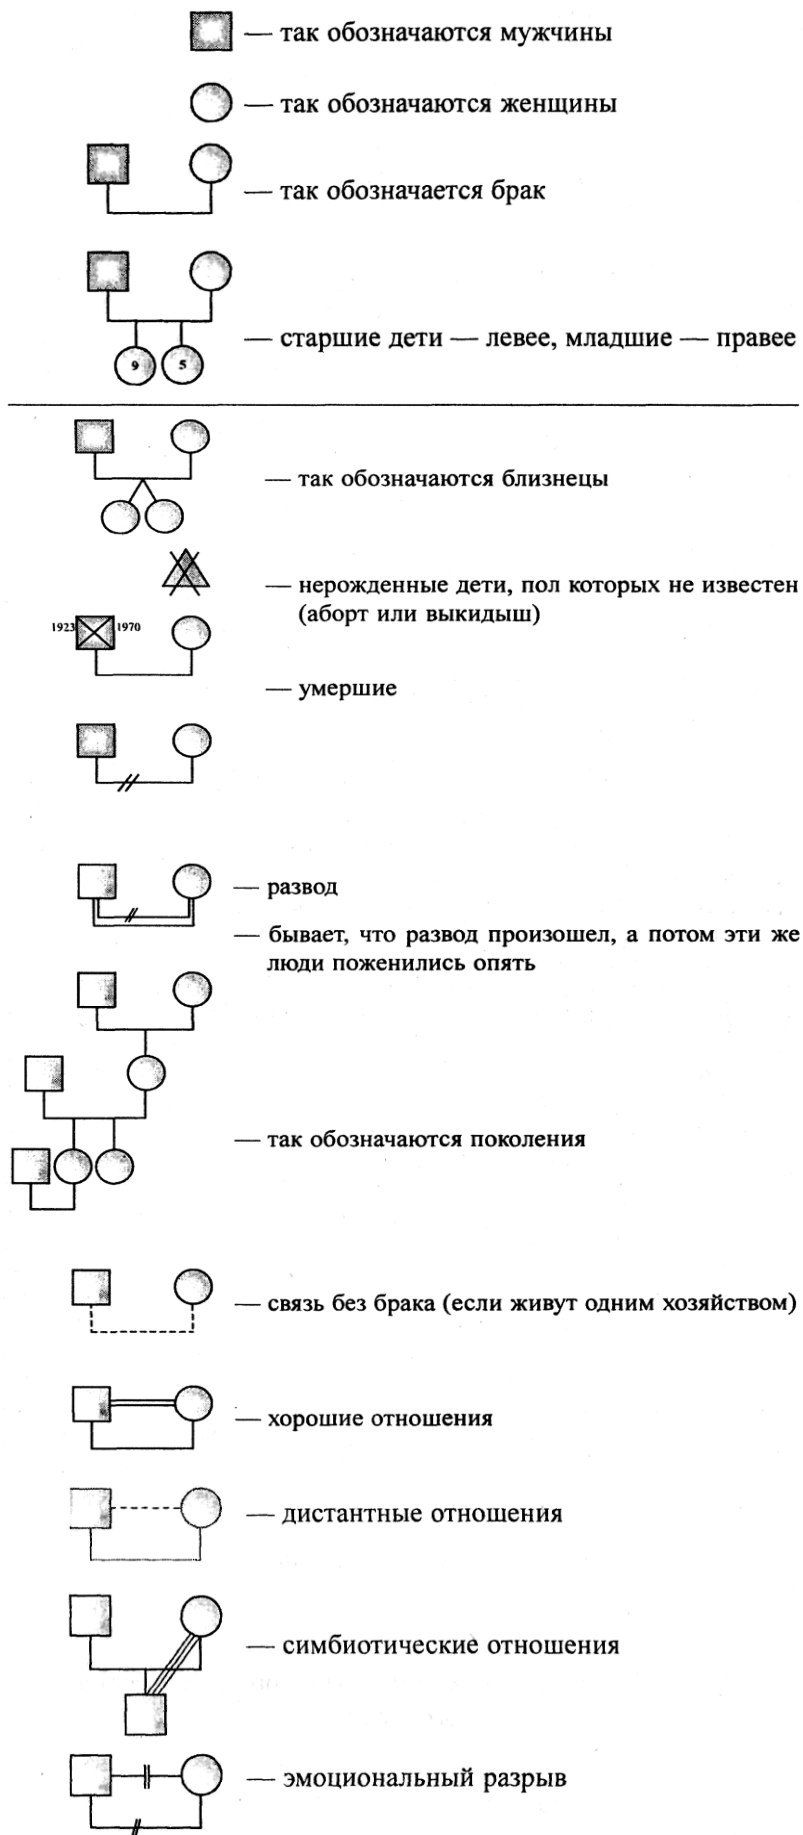 — так обозначаются мужчины
— так обозначаются женщины
— так обозначается брак
— старшие дети — левее, младшие — правее
9 5
— так обозначаются близнецы
— нерожденные дети, пол которых не известен
(аборт или выкидыш)
1923 1970
— умершие
— развод
— бывает, что развод произошел, а потом эти же
люди поженились опять
— так обозначаются поколения
— связь без брака (если живут одним хозяйством)
— хорошие отношения
— дистантные отношения
— симбиотические отношения
— эмоциональный разрыв